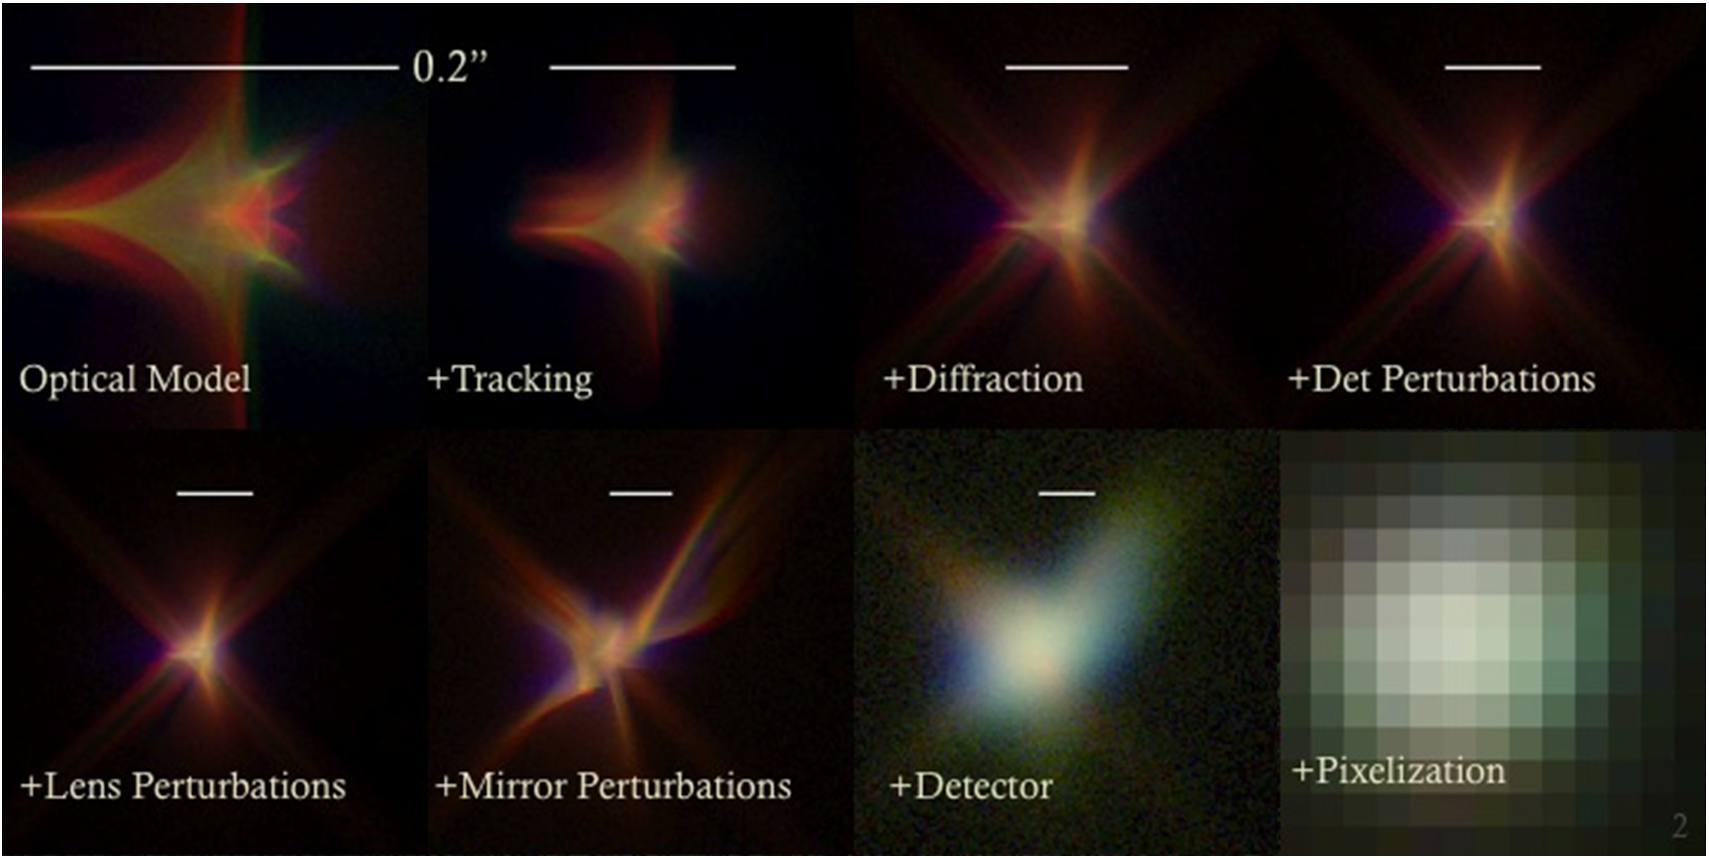 0.2”
Optical Model
+Tracking
+Diffraction
+Det Perturbations
+Lens Perturbations
+Mirror Perturbations
+Detector
+Pixelization
2